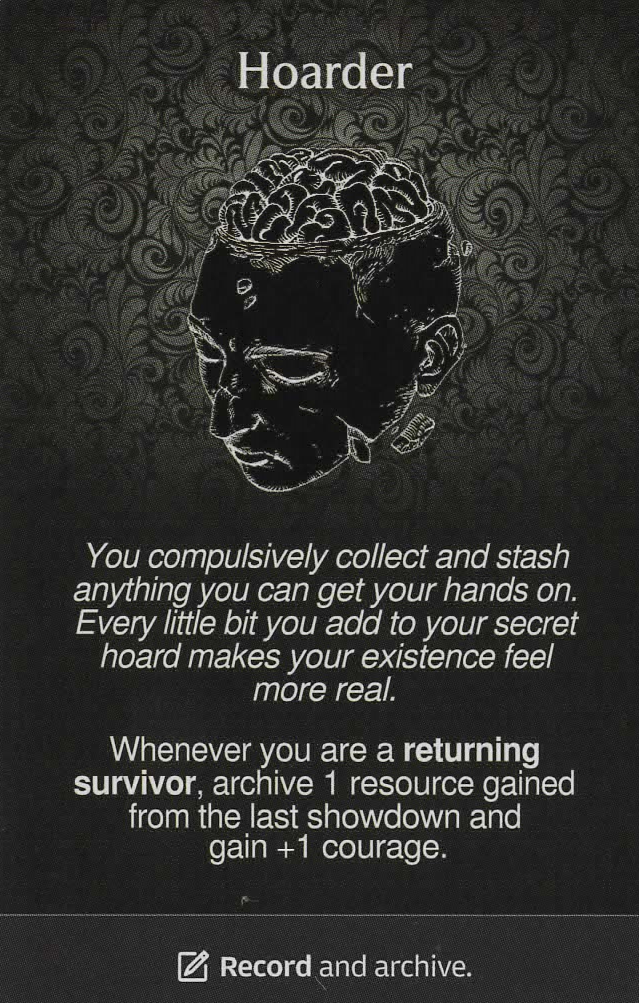 Hoarder
You compulsively collect and stash
anything you can get your hands on.
Every little bit you add to your secret
hoard makes your existence feel
more real.
Whenever you are a returning
survivor, archive 1 resource gained
from the last showdown and
gain +1 courage.
Record and archive.